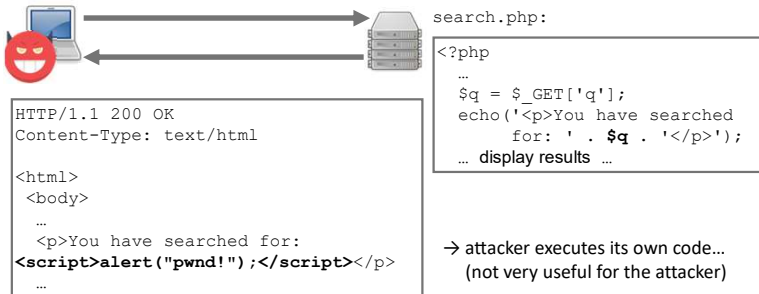 search.php:
<?php
…
$q = $_GET['q'];
echo('<p>You have searched
for: ' . $q . '</p>');
… display results …
HTTP/1.1 200 OK
Content-Type: text/html
<html>
<body>
…
<p>You have searched for:
<script>alert("pwnd!");</script></p>
…
→ attacker executes its own code…
(not very useful for the attacker)